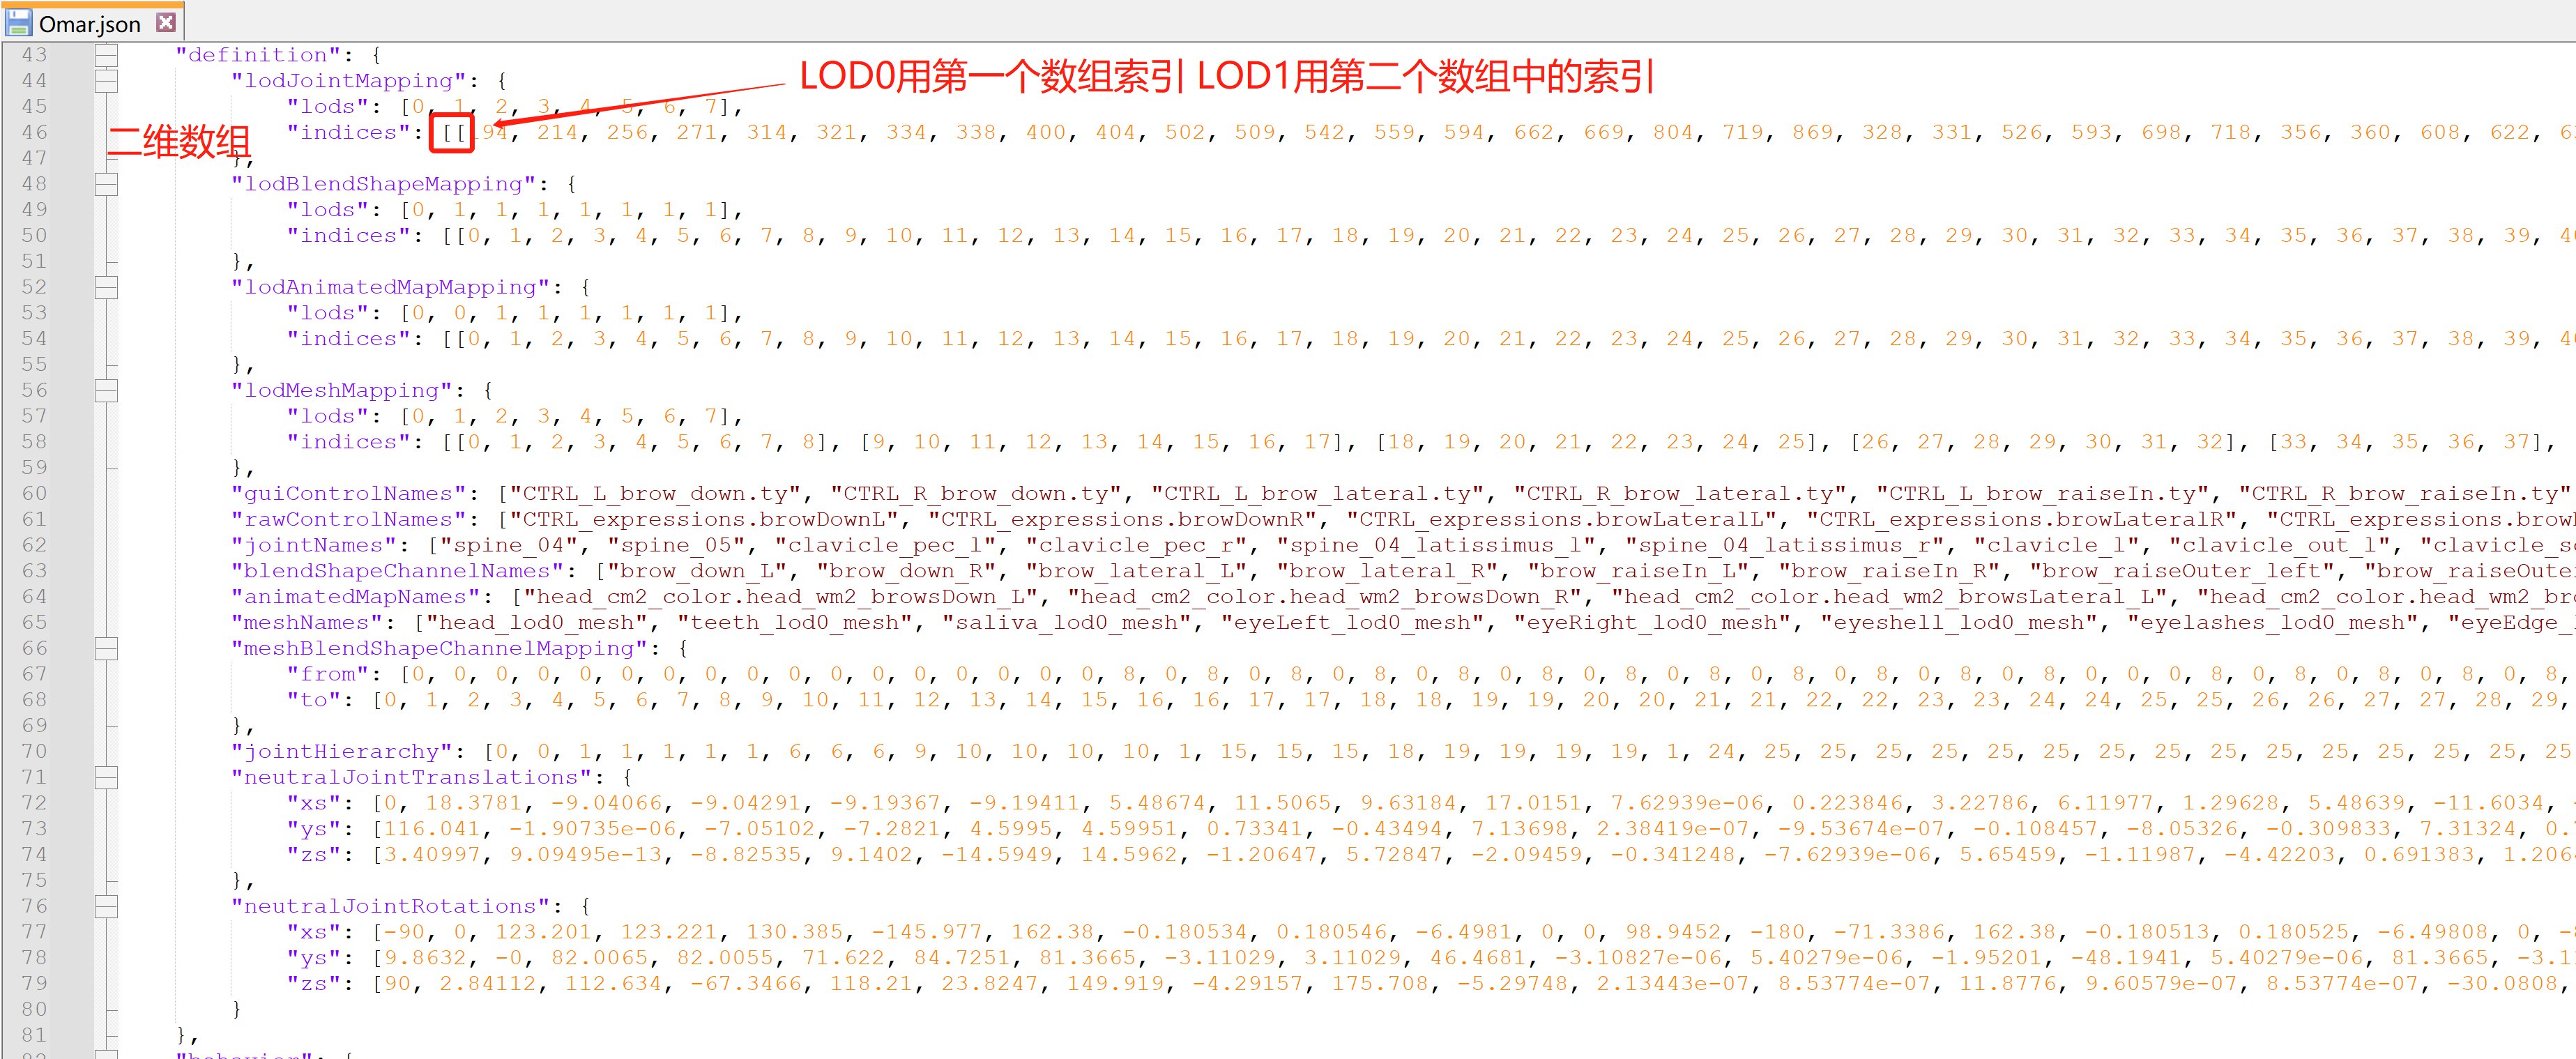 Omar.json
LOD0用第一个数组索引 LOD1用第二个数组中的索引
二维数组
43 "definition": {
44 "lodJointMapping": {
45 "lods": [0, 1, 2, 3, 4, 5, 6, 7],
46 "indices": [[194, 214, 256, 271, 314, 321, 334, 338, 400, 404, 502, 509, 542, 559, 594, 662, 669, 804, 719, 869, 328, 331, 526, 593, 698, 718, 356, 360, 608, 622,
47 },
48 "lodBlendShapeMapping": {
49 "lods": [0, 1, 1, 1, 1, 1, 1, 1],
50 "indices": [[0, 1, 2, 3, 4, 5, 6, 7, 8, 9, 10, 11, 12, 13, 14, 15, 16, 17, 18, 19, 20, 21, 22, 23, 24, 25, 26, 27, 28, 29, 30, 31, 32, 33, 34, 35, 36, 37, 38, 39,
51 },
52 "lodAnimatedMapMapping": {
53 "lods": [0, 0, 1, 1, 1, 1, 1, 1],
54 "indices": [[0, 1, 2, 3, 4, 5, 6, 7, 8, 9, 10, 11, 12, 13, 14, 15, 16, 17, 18, 19, 20, 21, 22, 23, 24, 25, 26, 27, 28, 29, 30, 31, 32, 33, 34, 35, 36, 37, 38, 39,
55 },
56 "lodMeshMapping": {
57 "lods": [0, 1, 2, 3, 4, 5, 6, 7],
58 "indices": [[0, 1, 2, 3, 4, 5, 6, 7, 8], [9, 10, 11, 12, 13, 14, 15, 16, 17], [18, 19, 20, 21, 22, 23, 24, 25], [26, 27, 28, 29, 30, 31, 32], [33, 34, 35, 36, 37],
59 },
60 "guiControlNames": ["CTRL_L_brow_down.ty", "CTRL_R_brow_down.ty", "CTRL_L_brow_lateral.ty", "CTRL_R_brow_lateral.ty", "CTRL_L_brow_raiseIn.ty", "CTRL_R_brow_raiseIn.ty"
61 "rawControlNames": ["CTRL_expressions.browDownL", "CTRL_expressions.browDownR", "CTRL_expressions.browLateralL", "CTRL_expressions.browLateralR", "CTRL_expressions.brow
62 "jointNames": ["spine_04", "spine_05", "clavicle_pec_l", "clavicle_pec_r", "spine_04_latissimus_l", "spine_04_latissimus_r", "clavicle_l", "clavicle_out_l", "clavicle_s
63 "blendShapeChannelNames": ["brow_down_L", "brow_down_R", "brow_lateral_L", "brow_lateral_R", "brow_raiseIn_L", "brow_raiseIn_R", "brow_raiseOuter_left", "brow_raiseOute
64 "animatedMapNames": ["head_cm2_color.head_wm2_browsDown_L", "head_cm2_color.head_wm2_browsDown_R", "head_cm2_color.head_wm2_browsLateral_L", "head_cm2_color.head_wm2_br
65 "meshNames": ["head_lod0_mesh", "teeth_lod0_mesh", "saliva_lod0_mesh", "eyeLeft_lod0_mesh", "eyeRight_lod0_mesh", "eyeshell_lod0_mesh", "eyelashes_lod0_mesh", "eyeEdge_
66 "meshBlendShapeChannelMapping": {
67 "from": [0, 0, 0, 0, 0, 0, 0, 0, 0, 0, 0, 0, 0, 0, 0, 0, 0, 8, 0, 8, 0, 8, 0, 8, 0, 8, 0, 8, 0, 8, 0, 8, 0, 8, 0, 8, 0, 8, 0, 8, 0, 0, 0, 8, 0, 8, 0, 8, 0, 8, 0, 8,
68 "to": [0, 1, 2, 3, 4, 5, 6, 7, 8, 9, 10, 11, 12, 13, 14, 15, 16, 16, 17, 17, 18, 18, 19, 19, 20, 20, 21, 21, 22, 22, 23, 23, 24, 24, 25, 25, 26, 26, 27, 27, 28, 29,
69 },
70 "jointHierarchy": [0, 0, 1, 1, 1, 1, 1, 6, 6, 6, 9, 10, 10, 10, 10, 1, 15, 15, 15, 18, 19, 19, 19, 19, 1, 24, 25, 25, 25, 25, 25, 25, 25, 25, 25, 25, 25, 25, 25, 25
71 "neutralJointTranslations": {
72 "xs": [0, 18.3781, -9.04066, -9.04291, -9.19367, -9.19411, 5.48674, 11.5065, 9.63184, 17.0151, 7.62939e-06, 0.223846, 3.22786, 6.11977, 1.29628, 5.48639, -11.6034, -
73 "ys": [116.041, -1.90735e-06, -7.05102, -7.2821, 4.5995, 4.59951, 0.73341, -0.43494, 7.13698, 2.38419e-07, -9.53674e-07, -0.108457, -8.05326, -0.309833, 7.31324,
74 "zs": [3.40997, 9.09495e-13, -8.82535, 9.1402, -14.5949, 14.5962, -1.20647, 5.72847, -2.09459, -0.341248, -7.62939e-06, 5.65459, -1.11987, -4.42203, 0.691383, 1.206
75 },
76 "neutralJointRotations": {
77 "xs": [-90, 0, 123.201, 123.221, 130.385, -145.977, 162.38, -0.180534, 0.180546, -6.4981, 0, 0, 98.9452, -180, -71.3386, 162.38, -0.180513, 0.180525, -6.49808, 0,
78 "ys": [9.8632, -0, 82.0065, 82.0055, 71.622, 84.7251, 81.3665, -3.11029, 3.11029, 46.4681, -3.10827e-06, 5.40279e-06, -1.95201, -48.1941, 5.40279e-06, 81.3665, -3.1
79 "zs": [90, 2.84112, 112.634, -67.3466, 118.21, 23.8247, 149.919, -4.29157, 175.708, -5.29748, 2.13443e-07, 8.53774e-07, 11.8776, 9.60579e-07, 8.53774e-07, -30.0808,
80 }
81 },